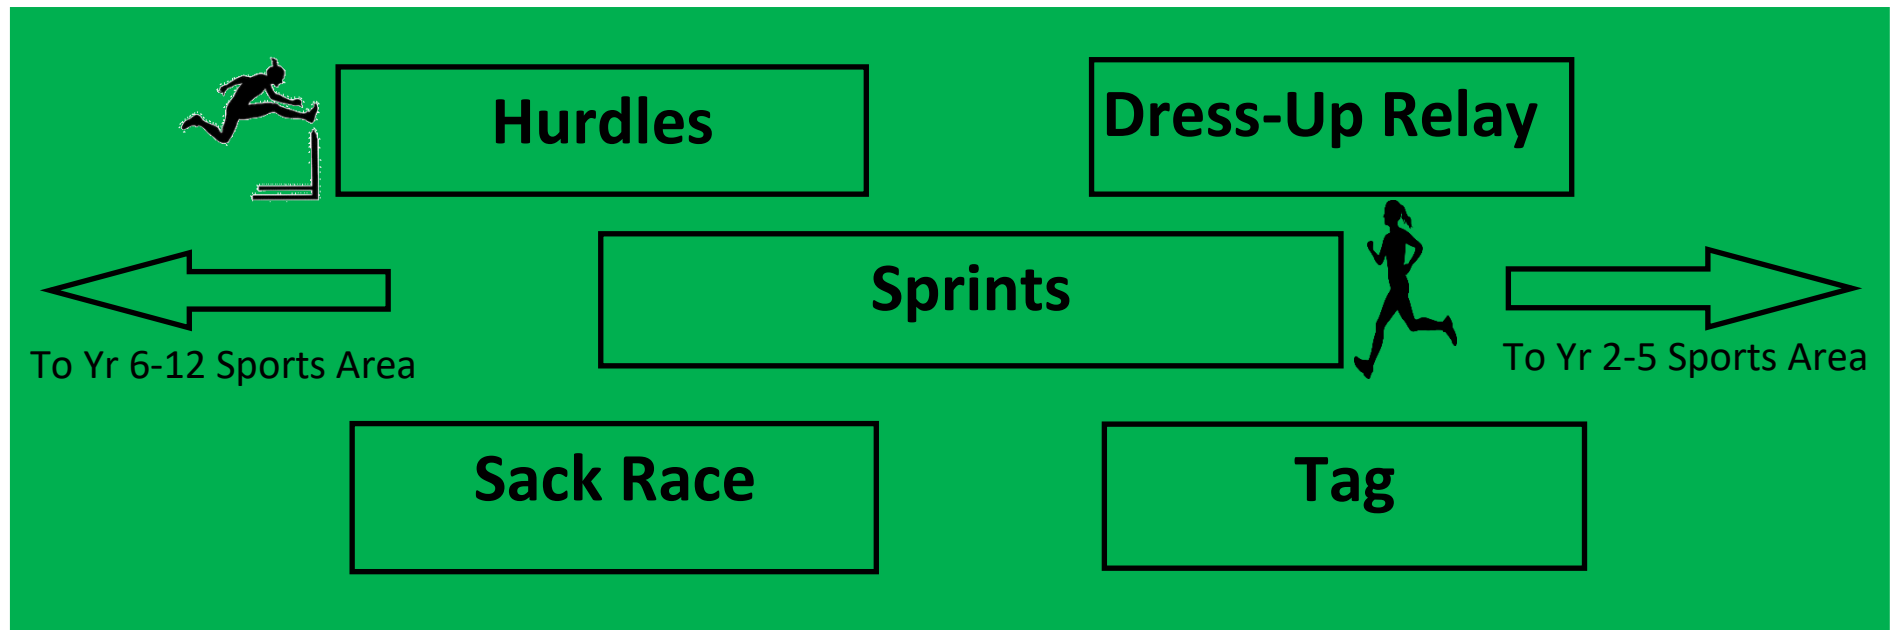 Hurdles
Dress-Up Relay
Sprints
To Yr 6-12 Sports Area
To Yr 2-5 Sports Area
Sack Race
Tag